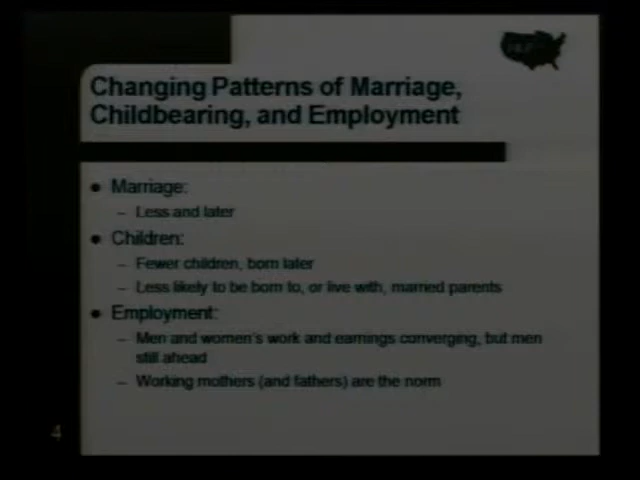 Changing Patterns of Marriage,
Childbearing, and Employment
● Marriage:
– Less and later
● Children:
– Fewer children, born later
– Less likely to be born to, or live with, married parents
● Employment:
– Men and women's work and earnings converging, but men
still ahead
– Working mothers (and fathers) are the norm
4